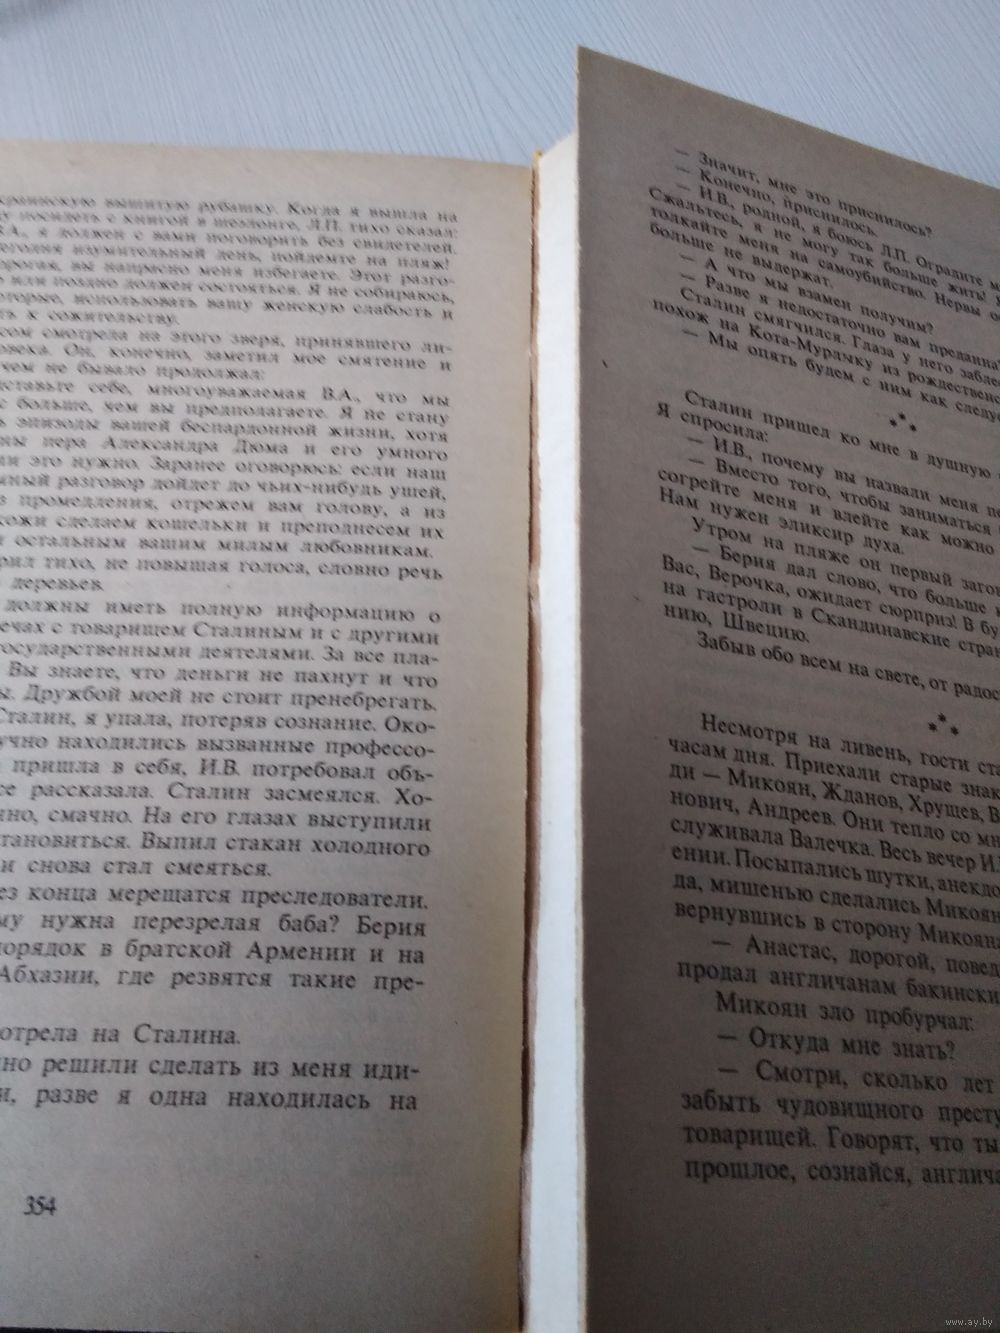 вышитую рубашку. Когда я вышла на
посидеть с книгой в шезлонге, Л.П. тихо сказал:
я должен с вами поговорить без свидетелей.
изумительный день, пойдемте на пляж!
вы напрасно меня избегаете. Этот разго-
или поздно должен состояться. Я не собираюсь,
использовать вашу женскую слабость и
к сожительству.
смотрела на этого зверя, принявшего ли-
Он, конечно, заметил мое смятение и
чем не бывало продолжал:
себе, многоуважаемая В.А., что мы
больше, чем вы предполагаете. Я не стану
эпизоды вашей беспардонной жизни, хотя
пера Александра Дюма и его умного
это нужно. Заранее оговорюсь: если наш
разговор дойдет до чьих-нибудь ушей,
промедления, отрежем вам голову, а из
кожи сделаем кошельки и преподнесем их
остальным вашим милым любовникам.
тихо, не повышая голоса, словно речь
деревьев.
должны иметь полную информацию о
с товарищем Сталиным и с другими
государственными деятелями. За все пла-
Вы знаете, что деньги не пахнут и что
Дружбой моей не стоит пренебрегать.
Сталин, я упала, потеряв сознание. Око-
находились вызванные профессо-
пришла в себя, И.В. потребовал объ-
рассказала. Сталин засмеялся. Хо-
смачно. На его глазах выступили
Выпил стакан холодного
и снова стал смеяться.
конца мерещатся преследователи.
нужна перезрелая баба? Берия
порядок в братской Армении и на
Абхазии, где резвятся такие пре-
на Сталина.
решили сделать из меня иди-
разве я одна находилась на
354
— Значит, мне это приснилось?
— Конечно, приснилось.
— И.В., родной, я боюсь Л.П. Оградите
Сжальтесь, я не могу так больше жить!
толкайте меня на самоубийство. Нервы
больше не выдержат.
— А что мы взамен получим?
— Разве я недостаточно вам преданна?
Сталин смягчился. Глаза у него
похож на Кота-Мурлыку из
— Мы опять будем с ним как
* * *
Сталин пришел ко мне в душную
Я спросила:
— И.В., почему вы назвали меня
— Вместо того, чтобы заниматься
согрейте меня и влейте как можно
Нам нужен эликсир духа.
Утром на пляже он первый
— Берия дал слово, что больше
Вас, Верочка, ожидает сюрприз! В
на гастроли в Скандинавские
нию, Швецию.
Забыв обо всем на свете, от
* * *
Несмотря на ливень, гости
часам дня. Приехали старые
ди — Микоян, Жданов, Хрущев,
нович, Андреев. Они тепло со
служивала Валечка. Весь вечер
ении. Посыпались шутки,
да, мишенью сделались
вернувшись в сторону
— Анастас, дорогой,
продал англичанам
Микоян зло пробурчал:
— Откуда мне знать?
— Смотри, сколько лет
забыть чудовищного
товарищей. Говорят, что ты
прошлое, сознайся,
www.ay.by